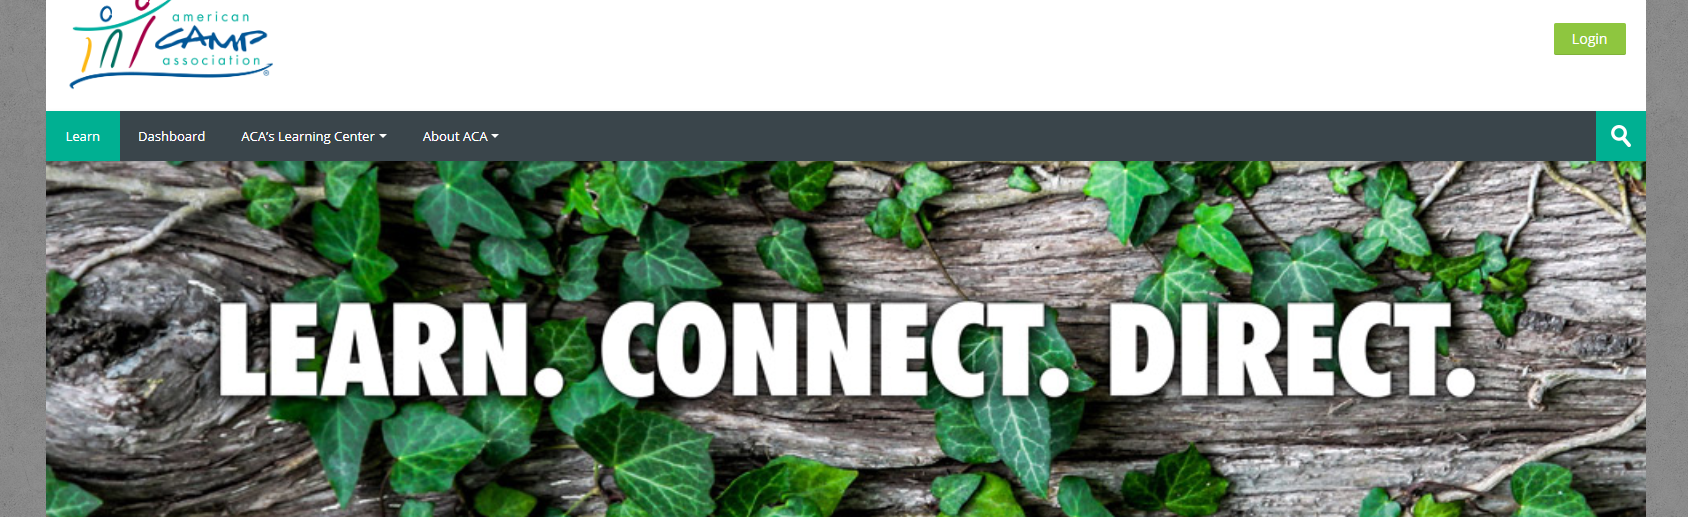 american
CAMP
association
®
Login
Learn
Dashboard
ACA's Learning Center
About ACA
LEARN. CONNECT. DIRECT.